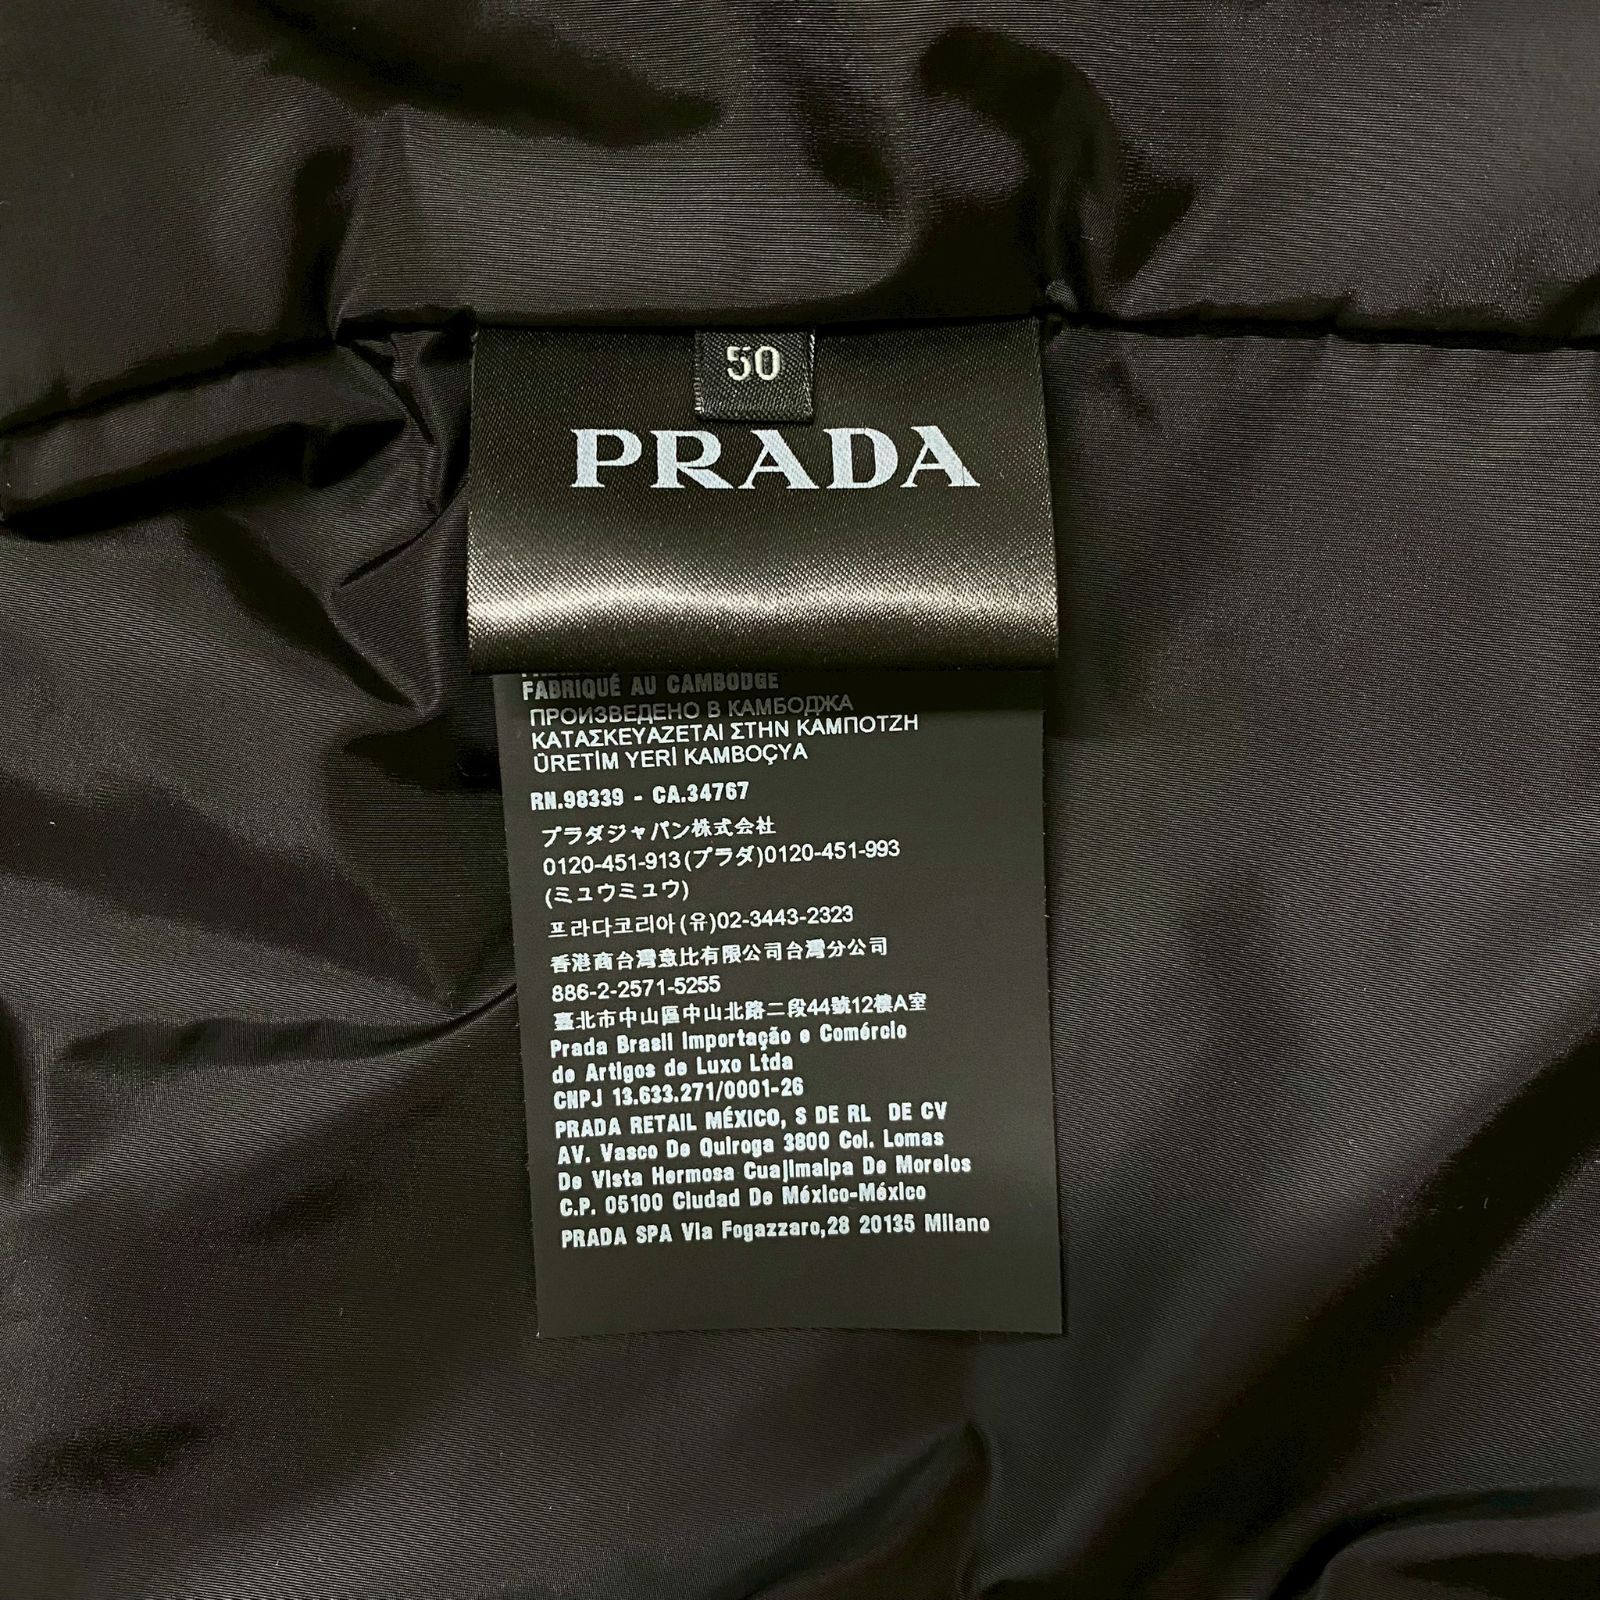 50
PRADA
FABRIQUÉ AU CAMBODGE
ПРОИЗВЕДЕНО В КАМБОДЖА
ΚΑΤΑΣΚΕΥΑΖΕΤΑΙ ΣΤΗΝ ΚΑΜΠΟΤΖΗ
ÜRETİM YERİ KAMBOÇYA
RN.98339 - CA.34767
プラダジャパン株式会社
0120-451-913(プラダ)0120-451-993
(ミュウミュウ)
프라다코리아(유)02-3443-2323
香港商台灣意比有限公司台灣分公司
886-2-2571-5255
臺北市中山區中山北路二段44號12樓A室
Prada Brasil Importação e Comércio
de Artigos de Luxo Ltda
CNPJ 13.633.271/0001-26
PRADA RETAIL MÉXICO, S DE RL DE CV
AV. Vasco De Quiroga 3800 Col. Lomas
De Vista Hermosa Cuajimalpa De Morelos
C.P. 05100 Ciudad De México-México
PRADA SPA Via Fogazzaro,28 20135 Milano